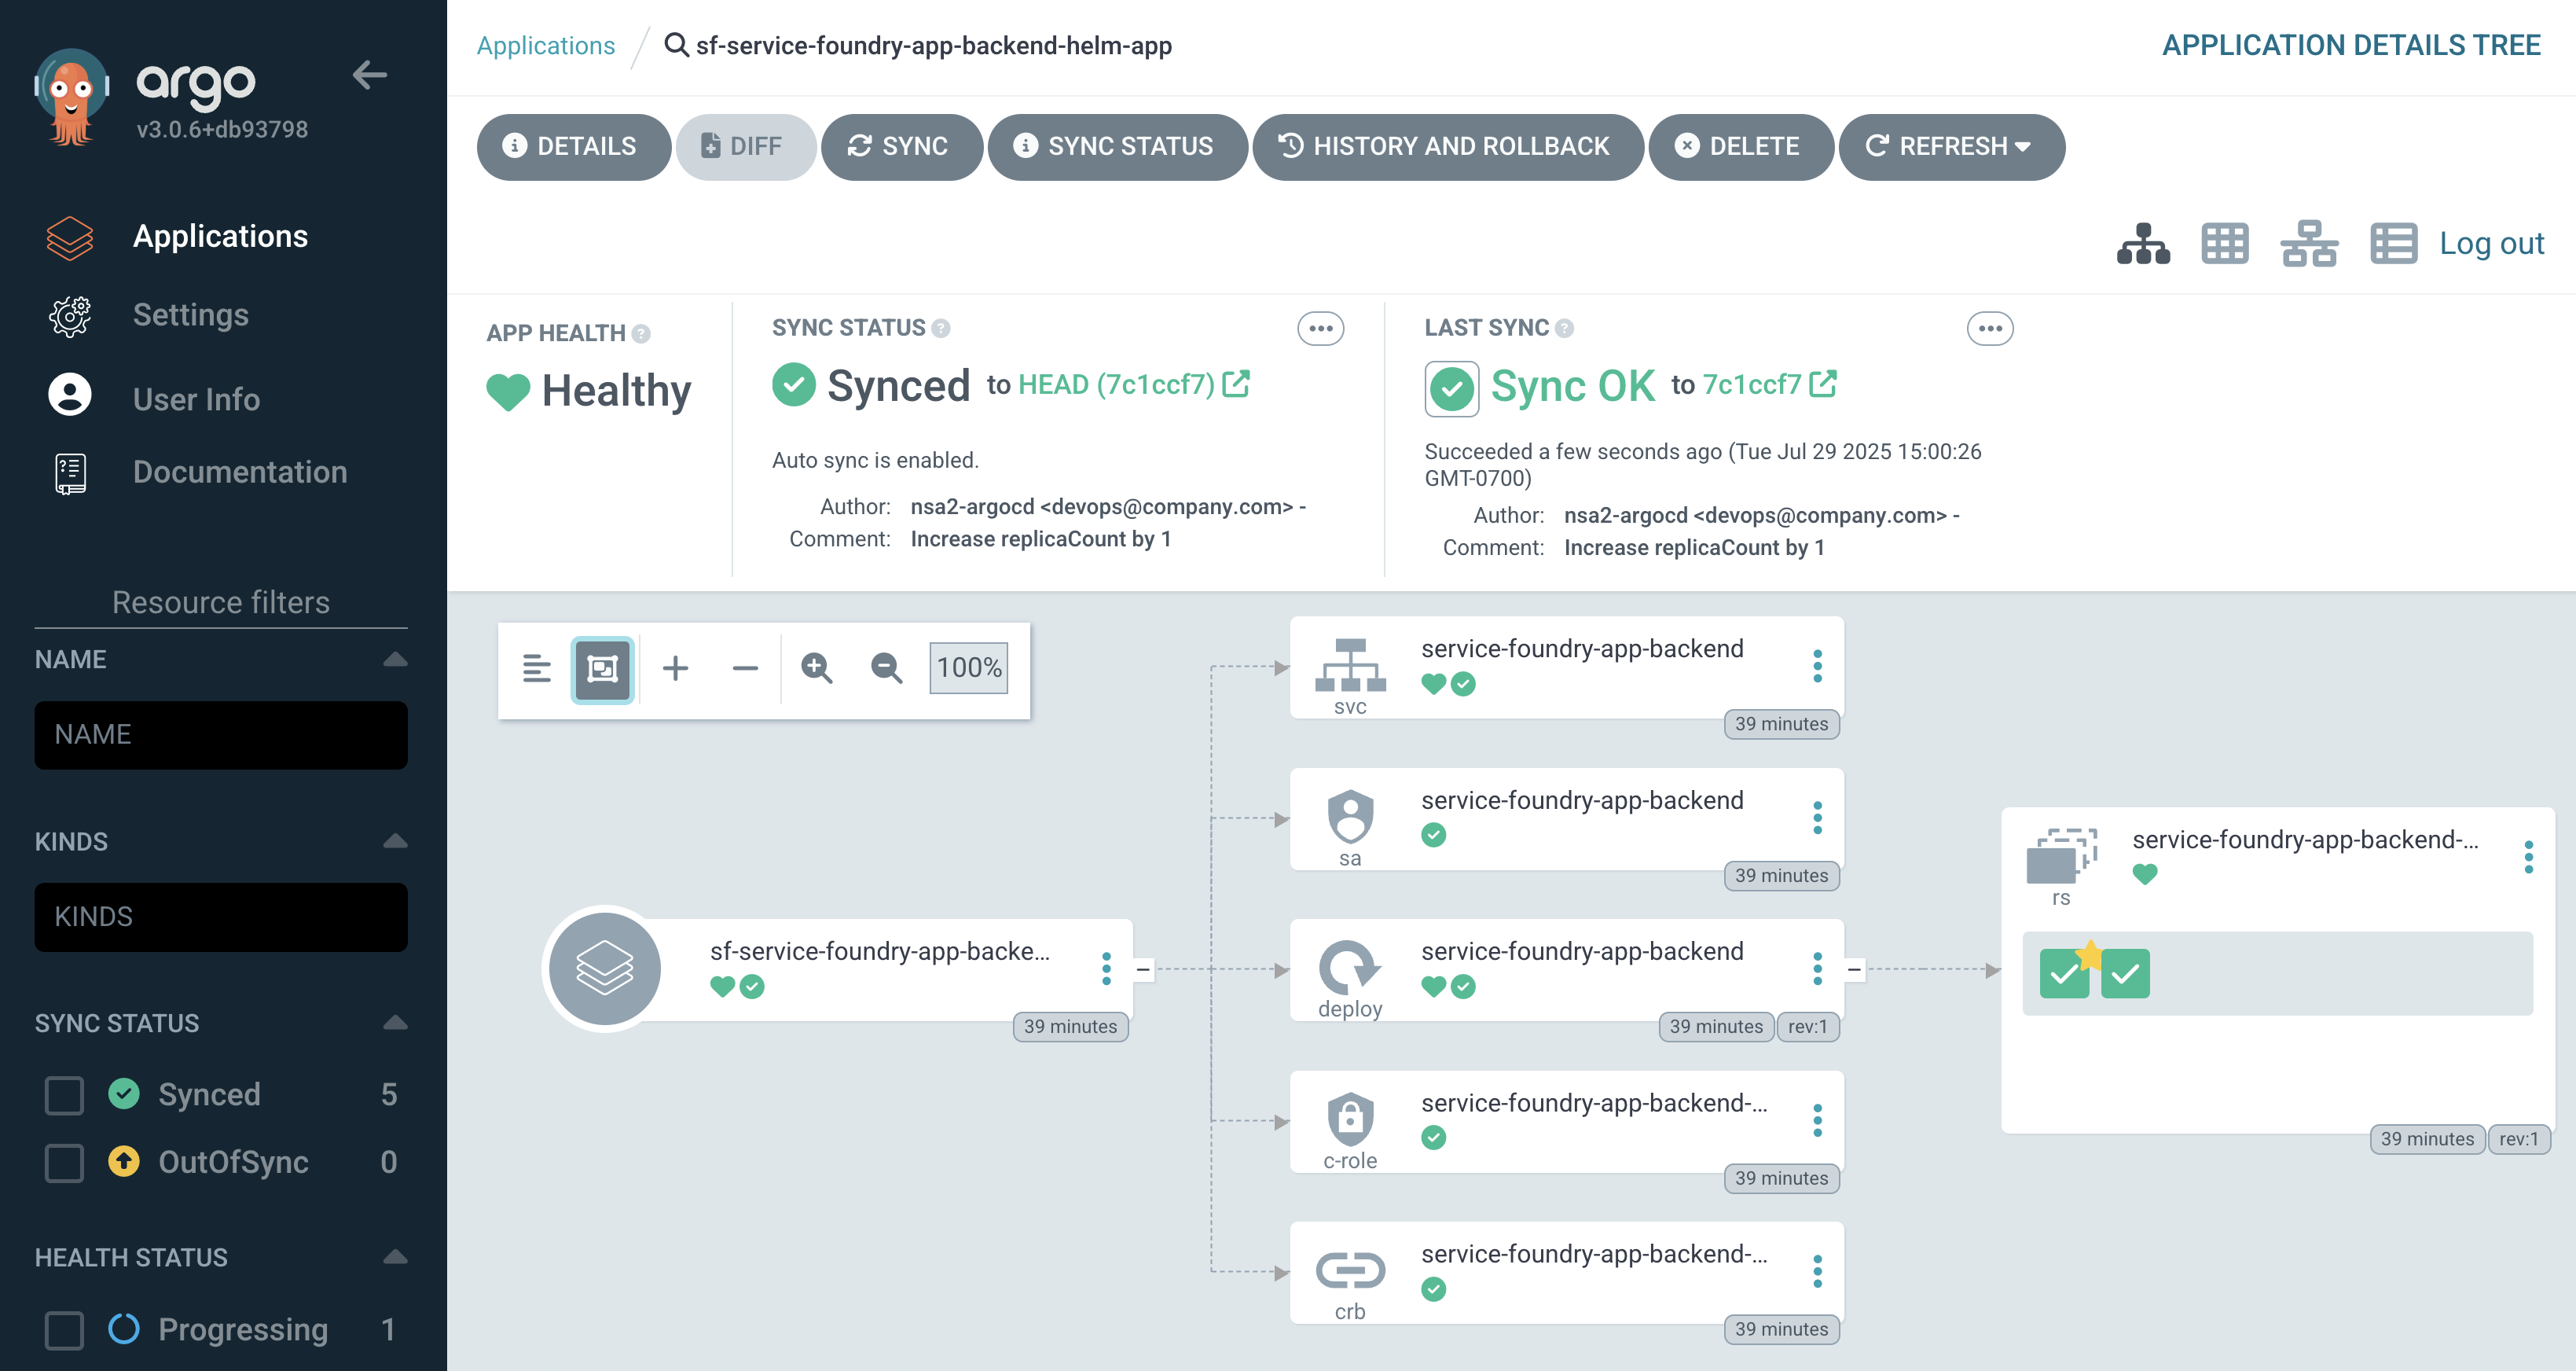 argo
v3.0.6+db93798
Applications
Settings
User Info
Documentation
Resource filters
NAME
NAME
KINDS
KINDS
SYNC STATUS
Synced 5
OutOfSync 0
HEALTH STATUS
Progressing 1
Applications / sf-service-foundry-app-backend-helm-app
APPLICATION DETAILS TREE
DETAILS DIFF SYNC SYNC STATUS HISTORY AND ROLLBACK DELETE REFRESH
Log out
APP HEALTH
Healthy
SYNC STATUS
Synced to HEAD (7c1ccf7)
Auto sync is enabled.
Author: nsa2-argocd <devops@company.com> -
Comment: Increase replicaCount by 1
LAST SYNC
Sync OK to 7c1ccf7
Succeeded a few seconds ago (Tue Jul 29 2025 15:00:26
GMT-0700)
Author: nsa2-argocd <devops@company.com> -
Comment: Increase replicaCount by 1
100%
sf-service-foundry-app-backe...
39 minutes
service-foundry-app-backend
svc
39 minutes
service-foundry-app-backend
sa
39 minutes
service-foundry-app-backend
deploy
39 minutes rev:1
service-foundry-app-backend-...
c-role
39 minutes
service-foundry-app-backend-...
crb
39 minutes
service-foundry-app-backend-...
rs
39 minutes rev:1